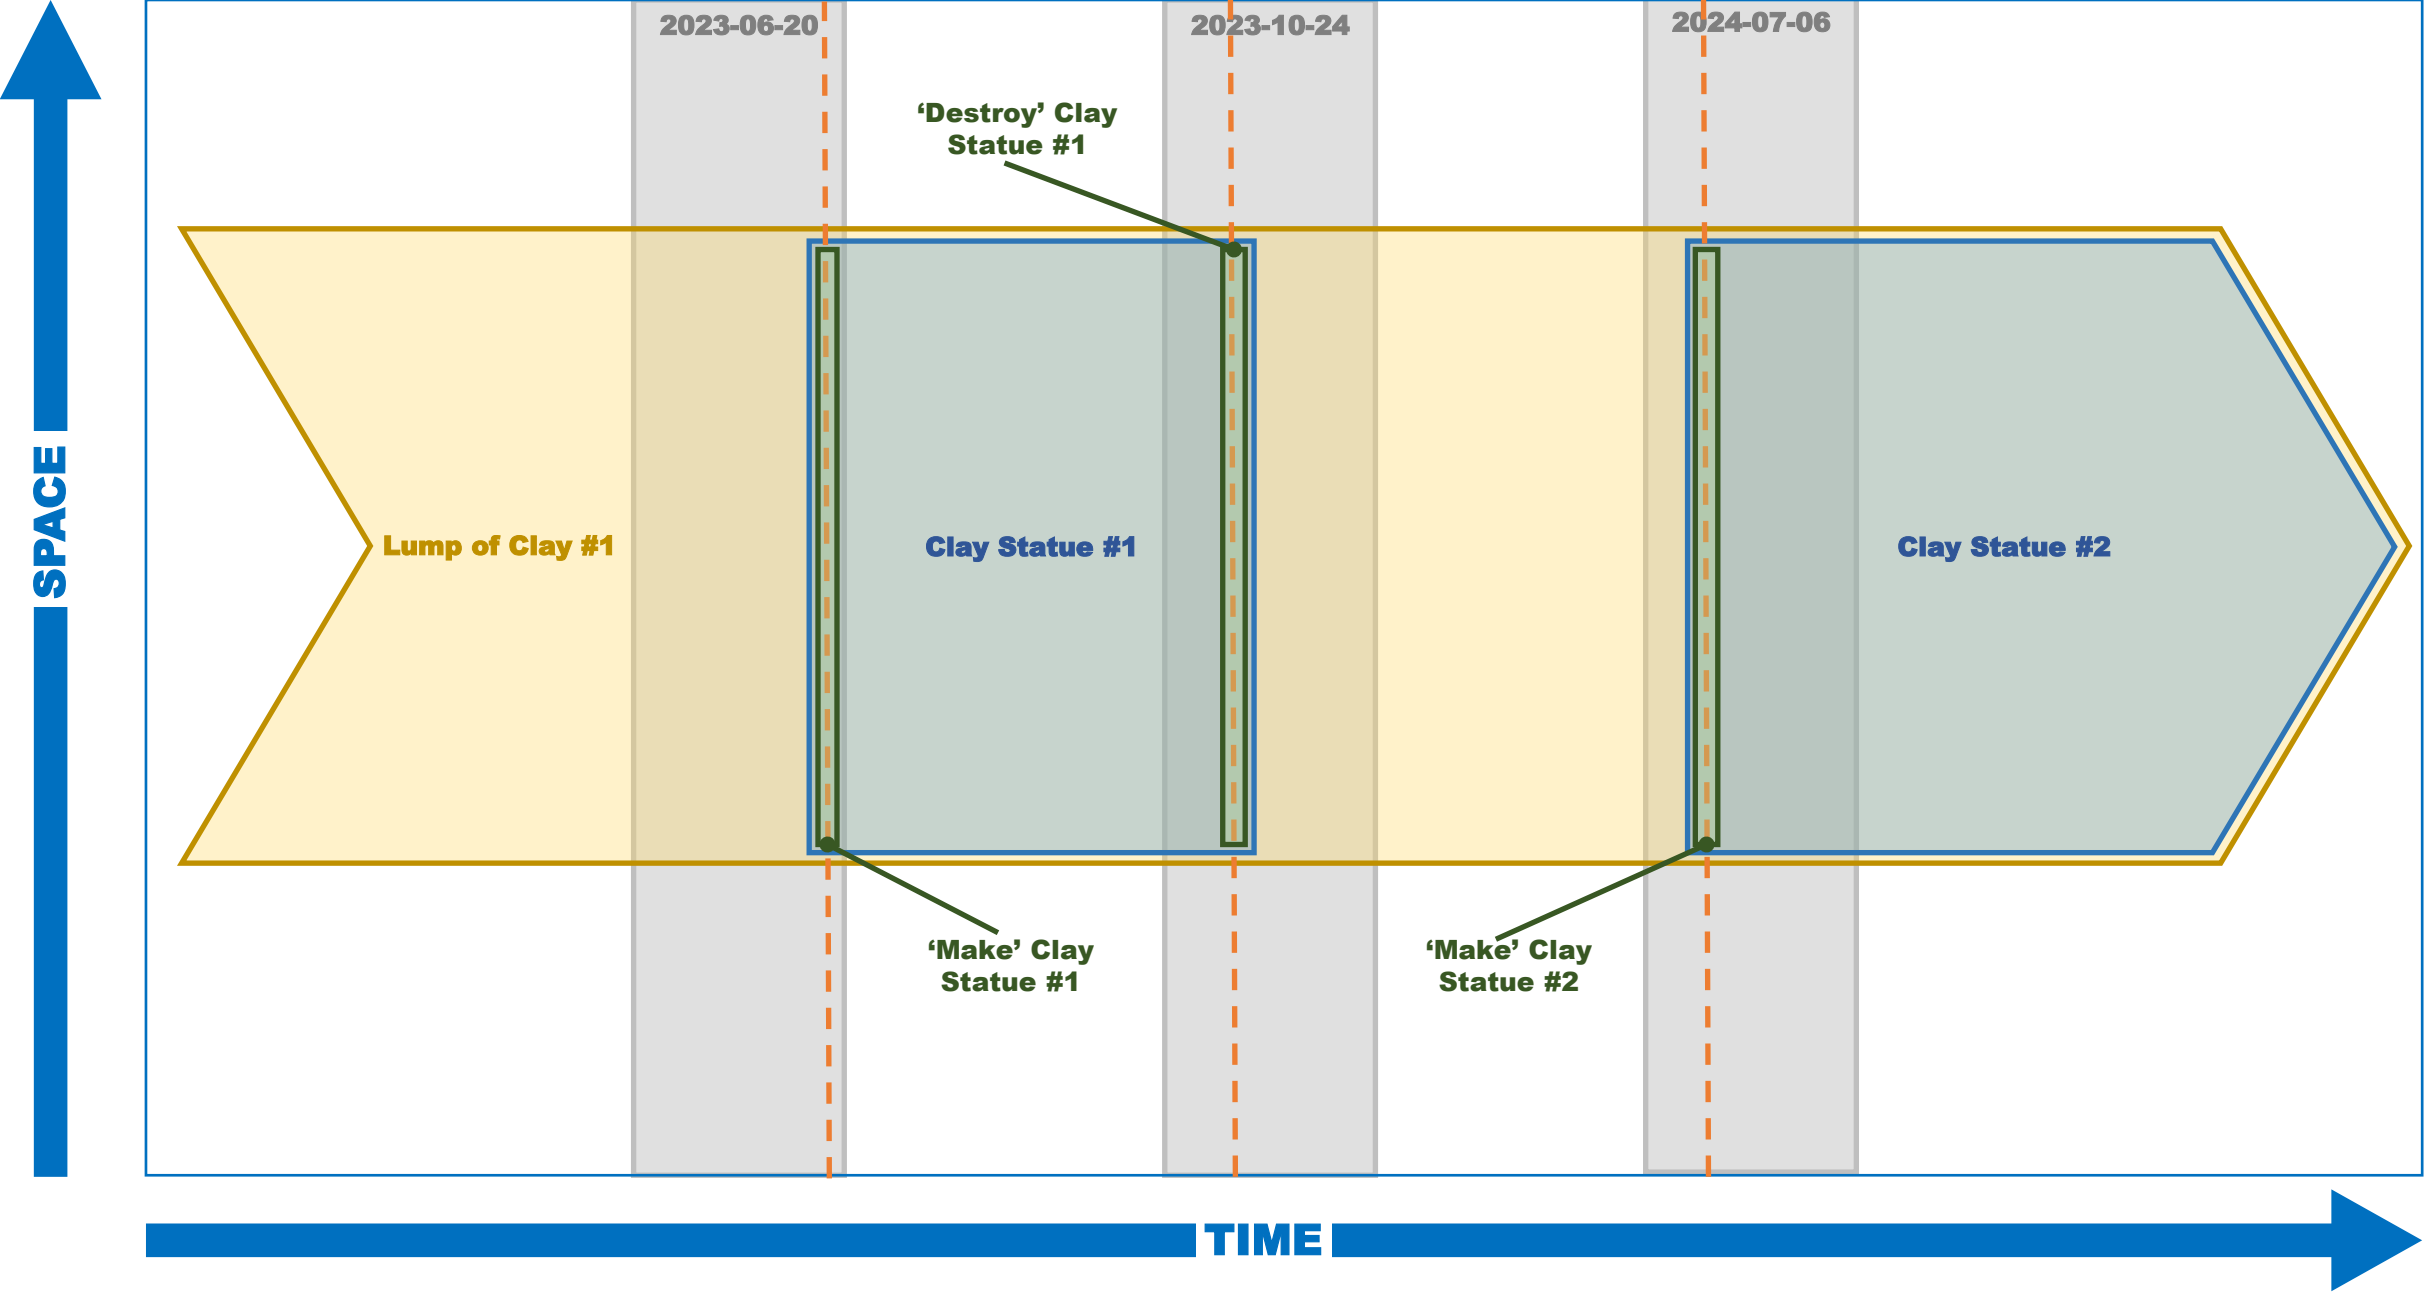 2023-06-20
2023-10-24
2024-07-06
‘Destroy’ Clay
Statue #1
SPACE
Lump of Clay #1
Clay Statue #1
Clay Statue #2
‘Make’ Clay
Statue #1
‘Make’ Clay
Statue #2
TIME